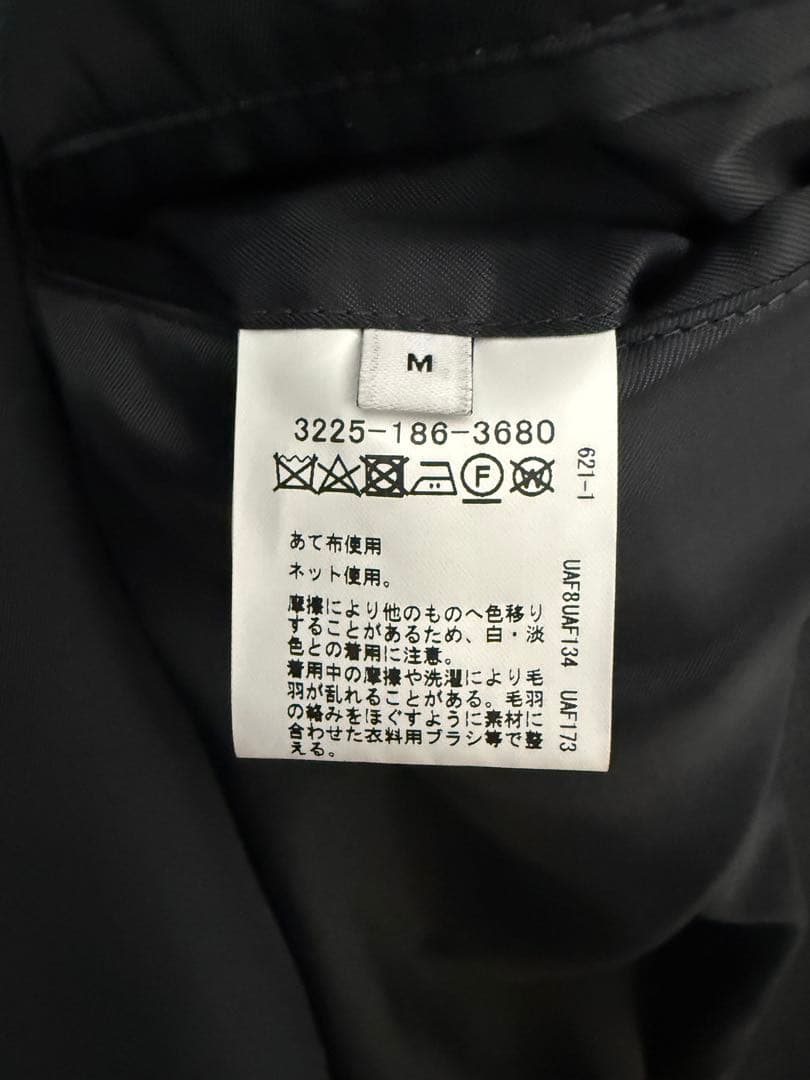 M
3225-186-3680
F W
あて布使用
ネット使用。
摩擦により他のものへ色移り
することがあるため、白・淡
色との着用に注意。
着用中の摩擦や洗濯により毛
羽が乱れることがある。毛羽
の絡みをほぐすように素材に
合わせた衣料用ブラシ等で整
える。
621-1
UAF8UAF134 UAF173